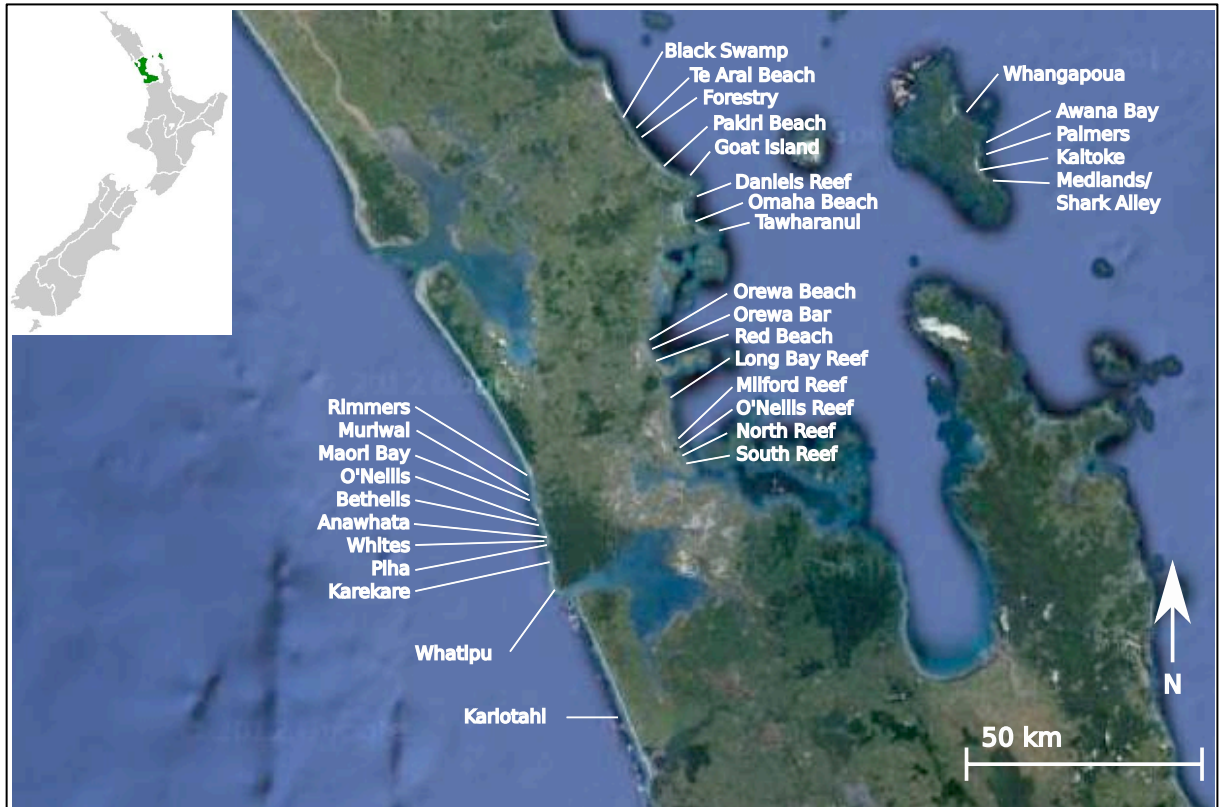 Black Swamp
Te Arai Beach
Forestry
Pakiri Beach
Goat Island
Daniels Reef
Omaha Beach
Tawharanui
Whangapoua
Awana Bay
Palmers
Kaitoke
Medlands/
Shark Alley
Orewa Beach
Orewa Bar
Red Beach
Long Bay Reef
Milford Reef
O'Neills Reef
North Reef
South Reef
Rimmers
Muriwai
Maori Bay
O'Neills
Bethells
Anawhata
Whites
Piha
Karekare
Whatipu
Kariotahi
N
50 km